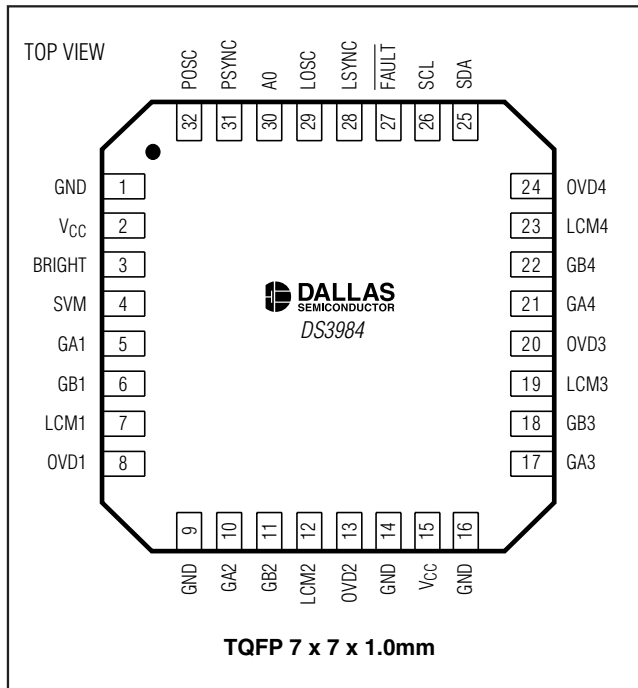 TOP VIEW
POSC
PSYNC
A0
LOSC
LSYNC
FAULT
SCL
SDA
32
31
30
29
28
27
26
25
GND 1
VCC 2
BRIGHT 3
SVM 4
GA1 5
GB1 6
LCM1 7
OVD1 8
DALLAS
SEMICONDUCTOR
DS3984
24 OVD4
23 LCM4
22 GB4
21 GA4
20 OVD3
19 LCM3
18 GB3
17 GA3
9
10
11
12
13
14
15
16
GND
GA2
GB2
LCM2
OVD2
GND
VCC
GND
TQFP 7 x 7 x 1.0mm